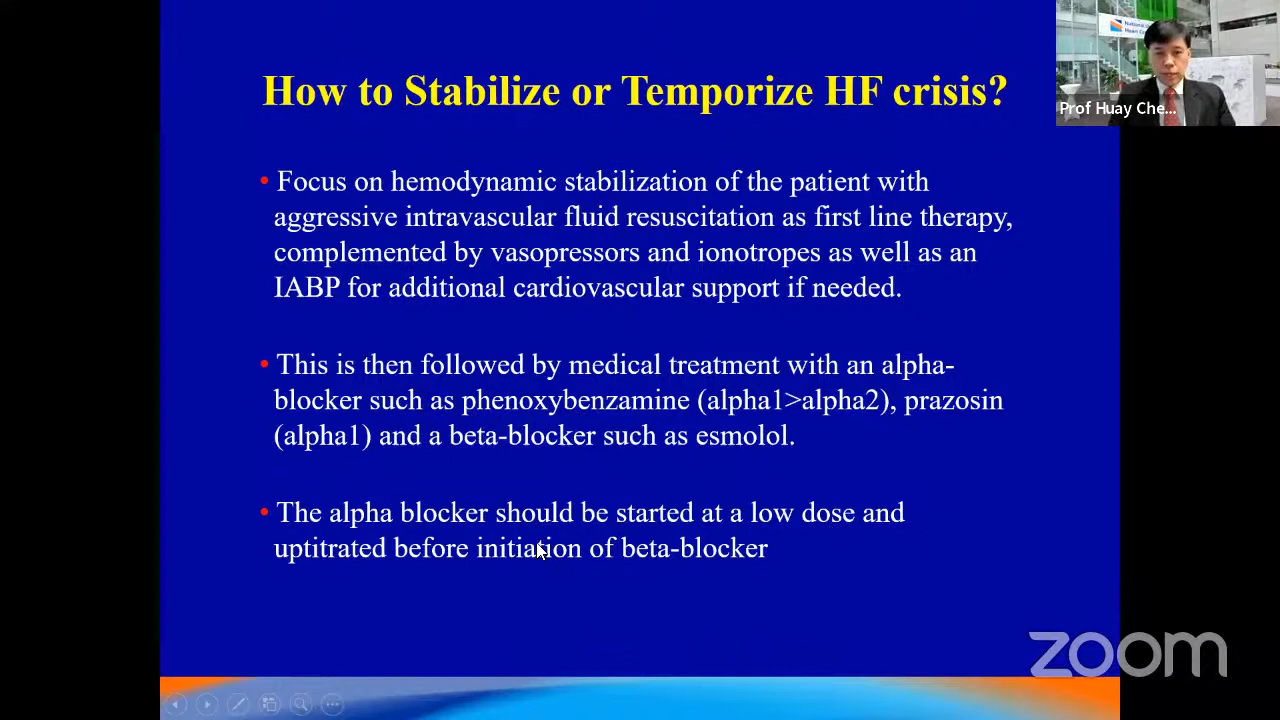 How to Stabilize or Temporize HF crisis?
Prof Huay Che...
• Focus on hemodynamic stabilization of the patient with
aggressive intravascular fluid resuscitation as first line therapy,
complemented by vasopressors and ionotropes as well as an
IABP for additional cardiovascular support if needed.
• This is then followed by medical treatment with an alpha-
blocker such as phenoxybenzamine (alpha1>alpha2), prazosin
(alpha1) and a beta-blocker such as esmolol.
• The alpha blocker should be started at a low dose and
uptitrated before initiation of beta-blocker
zoom